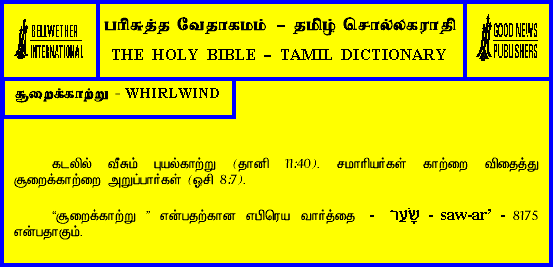 BELLWETHER
INTERNATIONAL
பரிசுத்த வேதாகமம் – தமிழ் சொல்லகராதி
THE HOLY BIBLE – TAMIL DICTIONARY
GOOD NEWS
PUBLISHERS
சூறைக்காற்று - WHIRLWIND
கடலில் வீசும் புயல்காற்று (தானி 11:40). சமாரியர்கள் காற்றை விதைத்து
சூறைக்காற்றை அறுப்பார்கள் (ஓசி 8:7).
“சூறைக்காற்று ” என்பதற்கான எபிரெய வார்த்தை - שָׂעַר - saw-ar’ - 8175
என்பதாகும்.